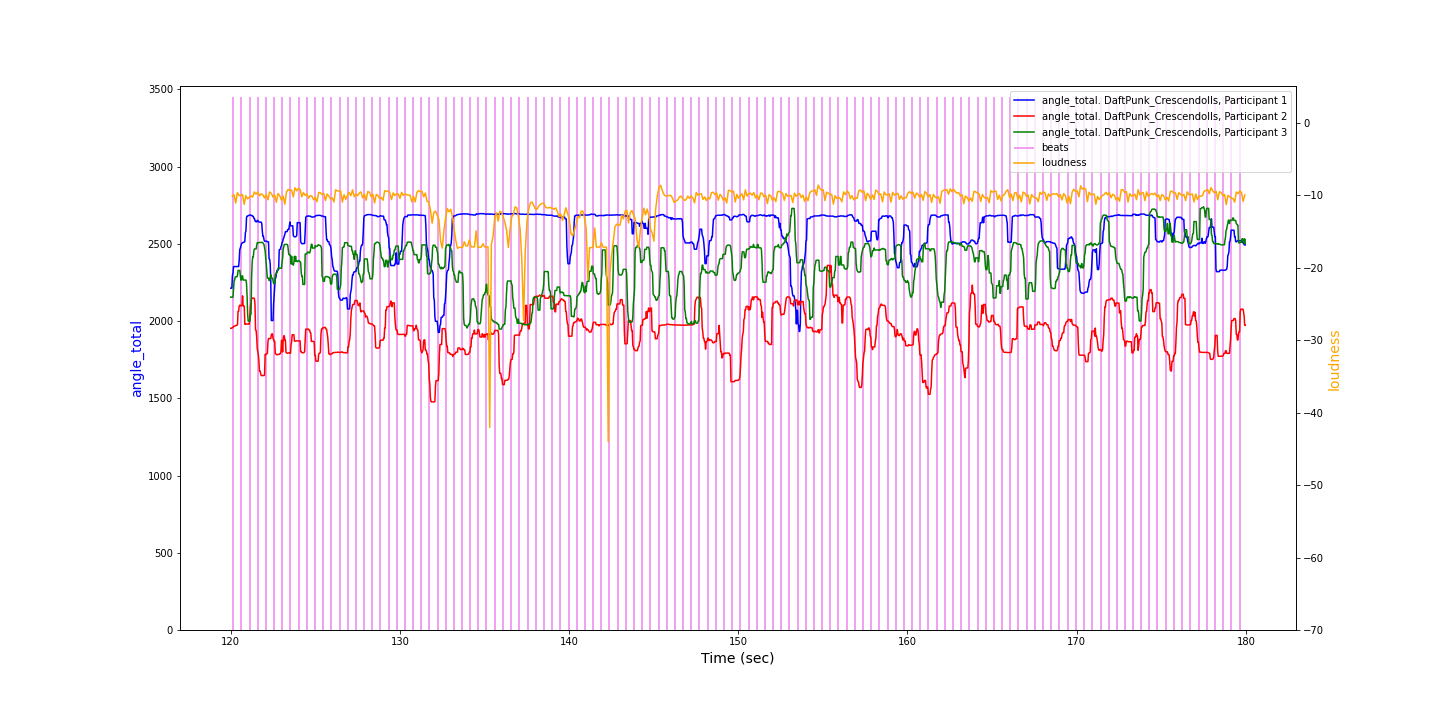 angle_total. DaftPunk_Crescendolls, Participant 1
angle_total. DaftPunk_Crescendolls, Participant 2
angle_total. DaftPunk_Crescendolls, Participant 3
beats
loudness
3500
3000
2500
2000
1500
1000
500
0
angle_total
0
−10
−20
−30
−40
−50
−60
−70
loudness
120
130
140
150
160
170
180
Time (sec)